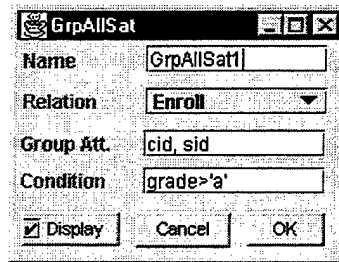 GrpAllSat
Name GrpAllSat1
Relation Enroll
Group Att. cid, sid
Condition grade>'a'
Display Cancel OK